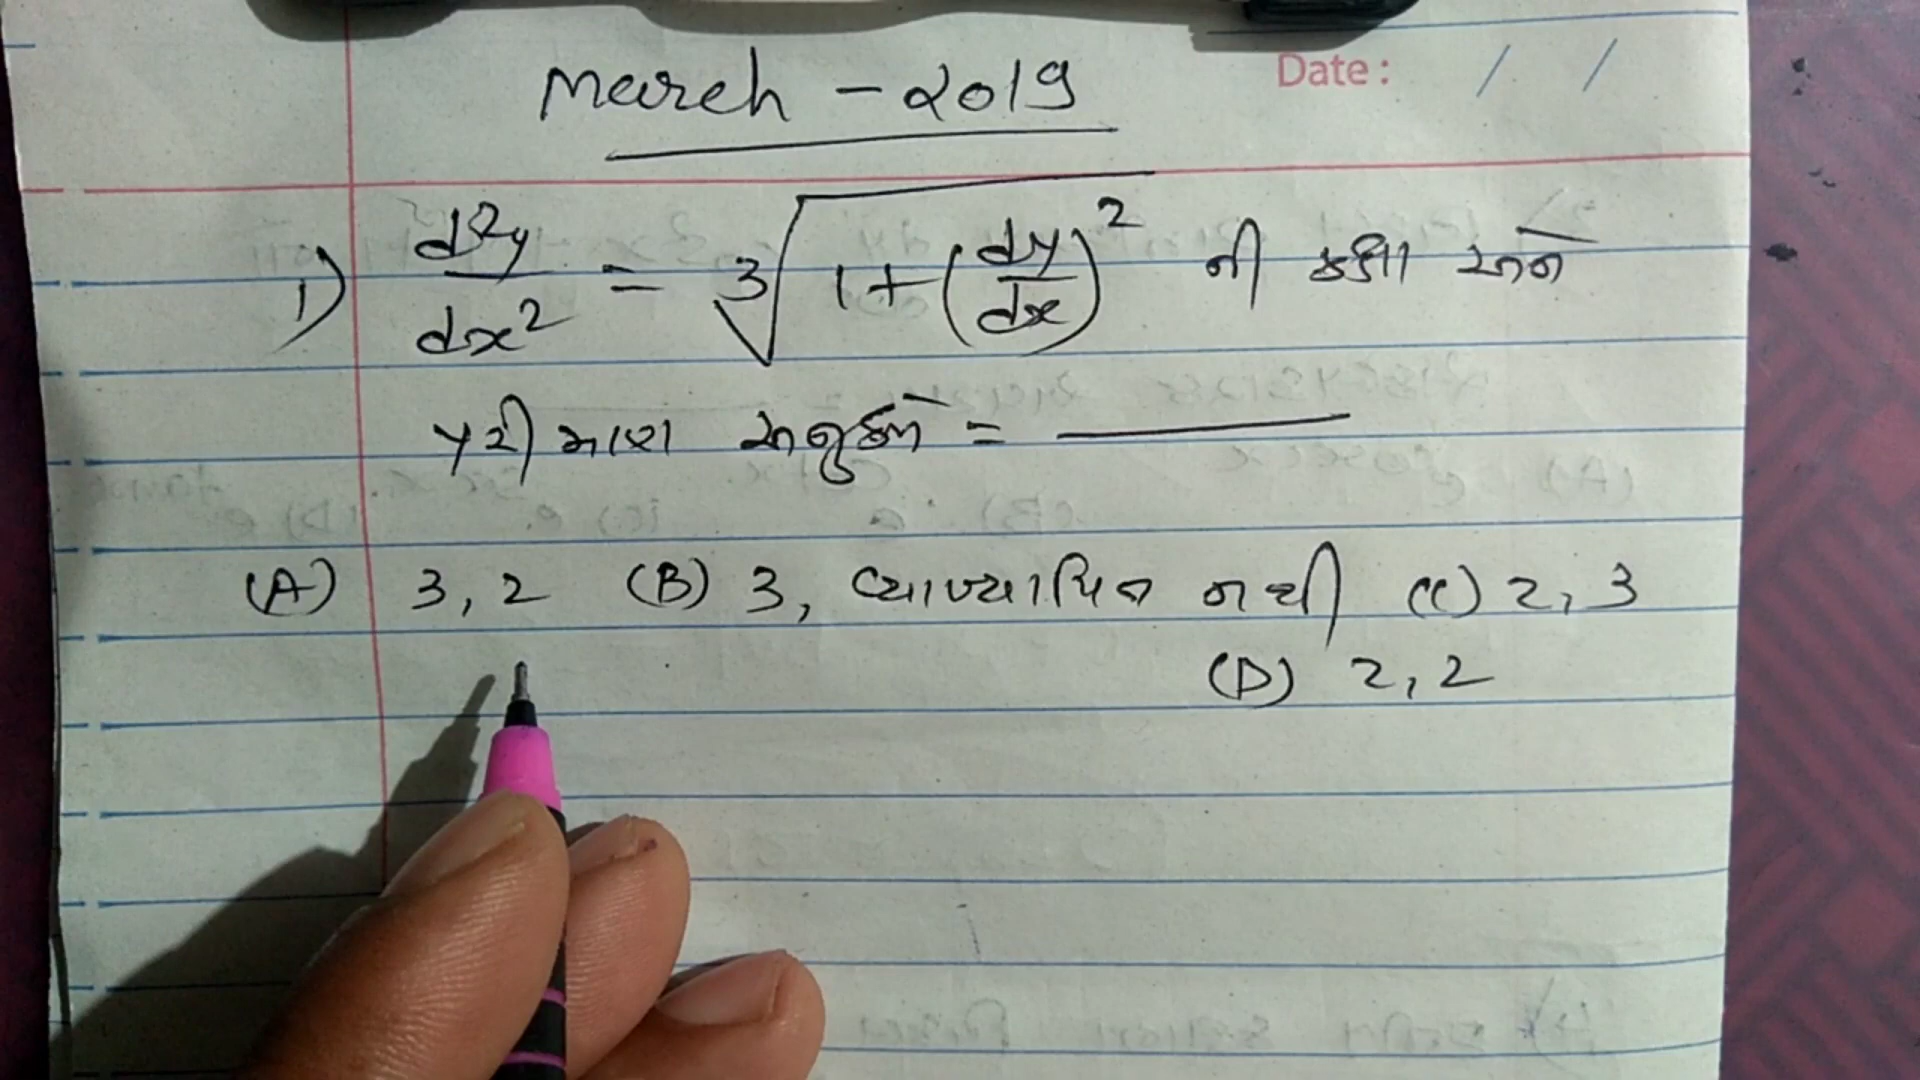 March - 2019
Date: / /
1) d²y/dx² = ∛(1+(dy/dx)²) ની કક્ષા અને
પરીમાણ અનુક્રમે = ______
(A) 3, 2 (B) 3, વ્યાખ્યાયિત નથી (C) 2, 3
(D) 2, 2